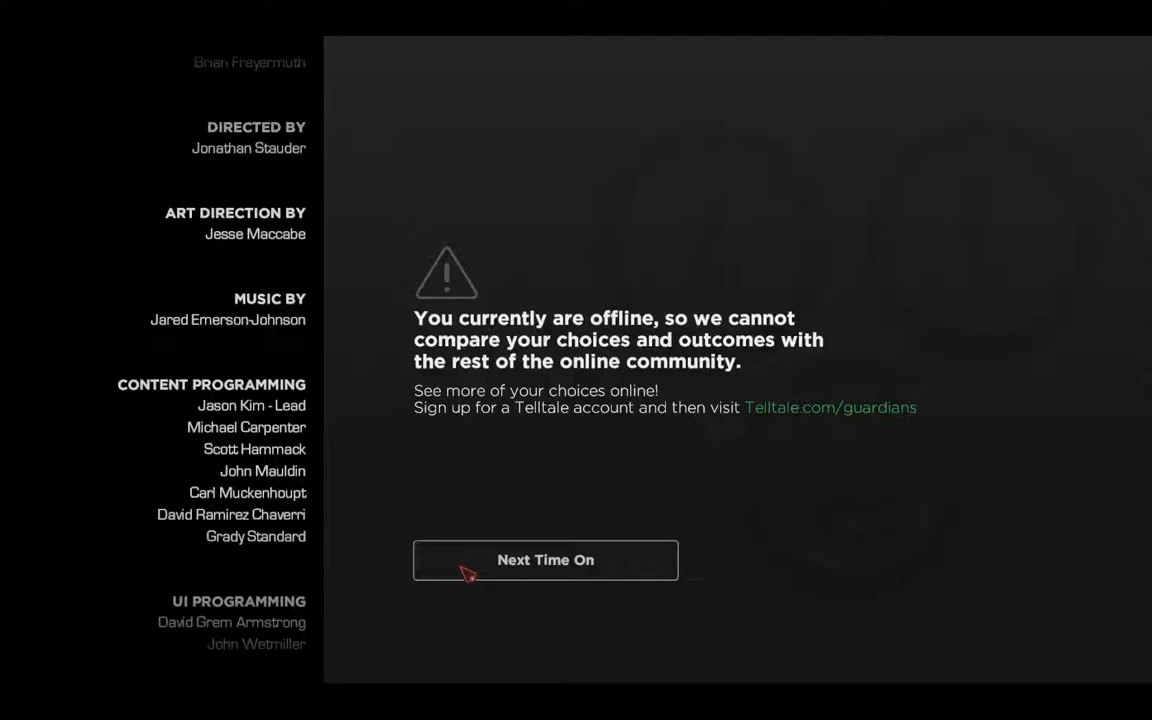 Brian Freyermuth
DIRECTED BY
Jonathan Stauder
ART DIRECTION BY
Jesse Maccabe
MUSIC BY
Jared Emerson-Johnson
CONTENT PROGRAMMING
Jason Kim - Lead
Michael Carpenter
Scott Hammack
John Mauldin
Carl Muckenhoupt
David Ramirez Chaverri
Grady Standard
UI PROGRAMMING
David Grem Armstrong
John Wetmiller
You currently are offline, so we cannot
compare your choices and outcomes with
the rest of the online community.
See more of your choices online!
Sign up for a Telltale account and then visit Telltale.com/guardians
Next Time On